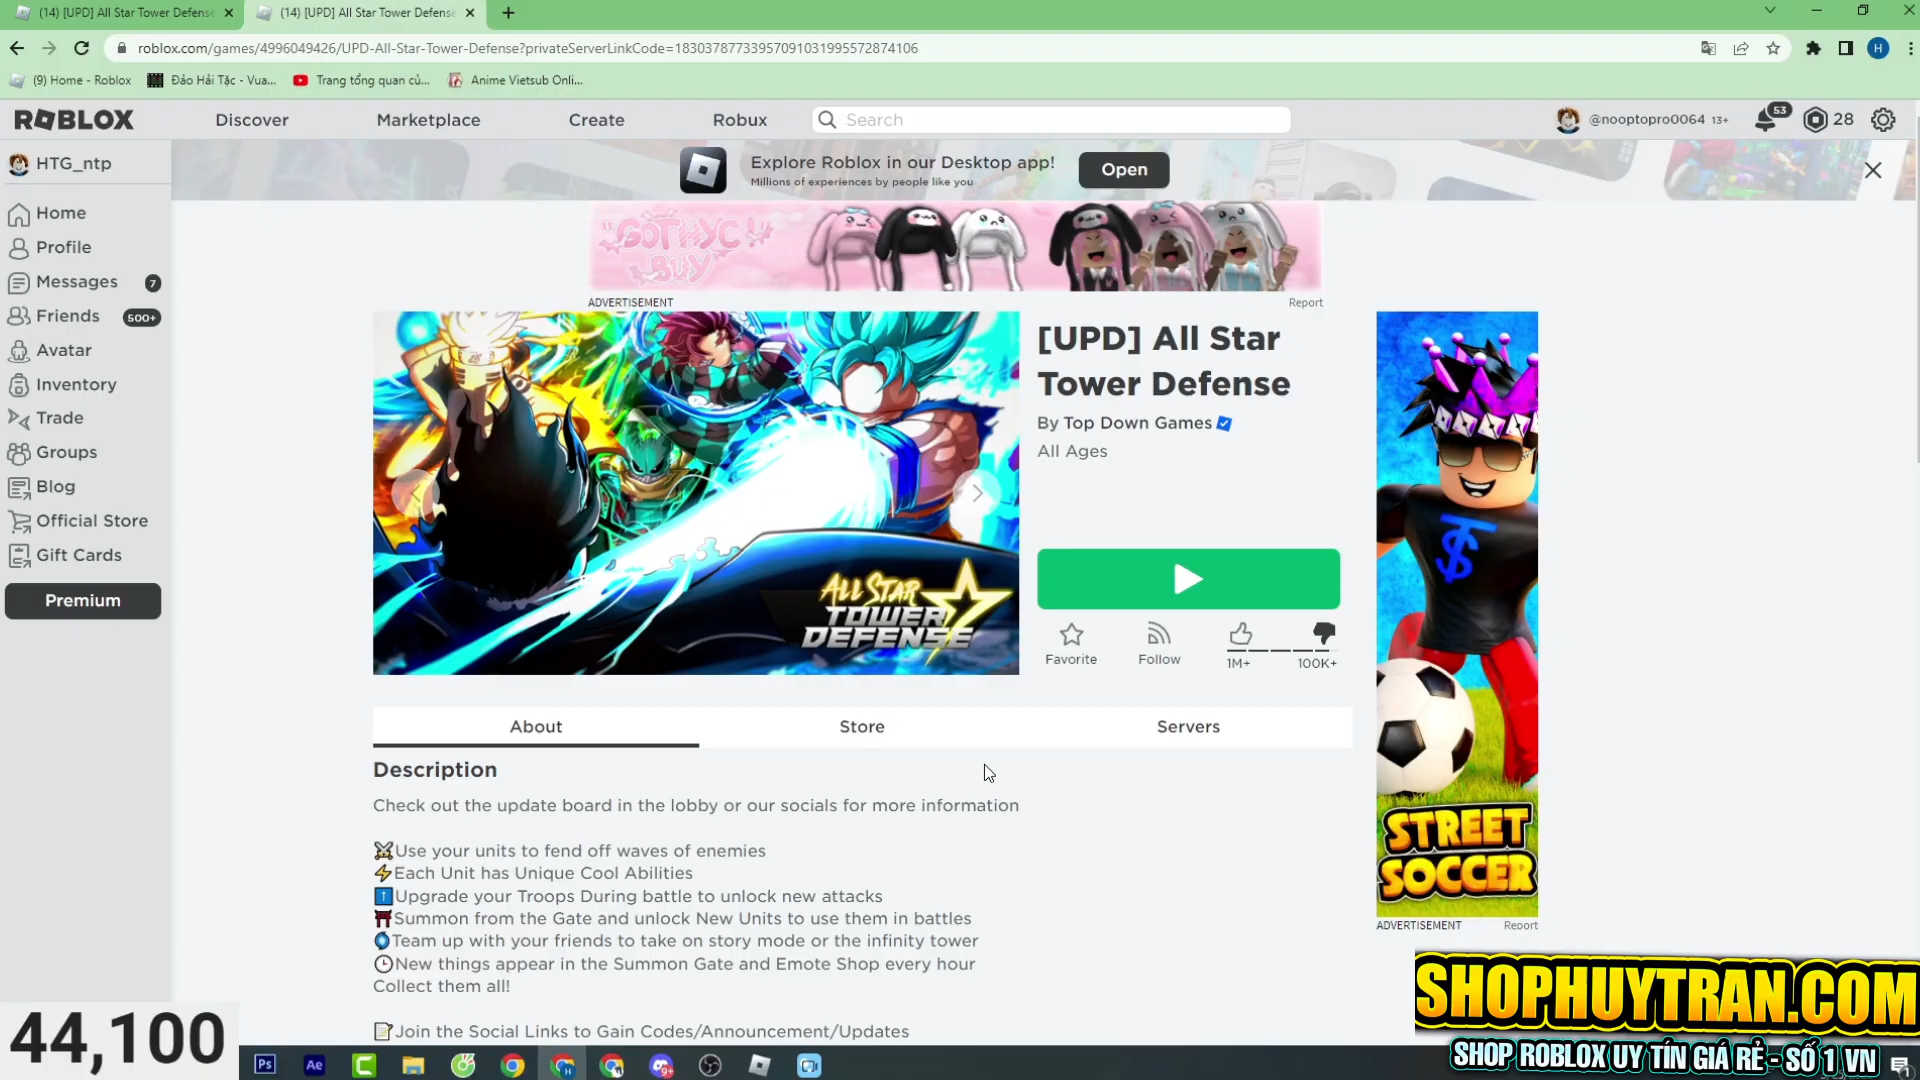 (14) [UPD] All Star Tower Defense
(14) [UPD] All Star Tower Defense
roblox.com/games/4996049426/UPD-All-Star-Tower-Defense?privateServerLinkCode=18303787733957091031995572874106
H
(9) Home - Roblox
Đảo Hải Tặc - Vua...
Trang tổng quan củ...
Anime Vietsub Onli...
ROBLOX
Discover
Marketplace
Create
Robux
Search
@nooptopro0064 13+
53
28
HTG_ntp
Explore Roblox in our Desktop app!
Millions of experiences by people like you
Open
Home
Profile
Messages 7
Friends 500+
Avatar
Inventory
Trade
Groups
Blog
Official Store
Gift Cards
Premium
GOTHYC
BUY
ADVERTISEMENT
Report
ALL STAR
TOWER
DEFENSE
[UPD] All Star
Tower Defense
By Top Down Games
All Ages
Favorite
Follow
1M+
100K+
About
Store
Servers
Description
Check out the update board in the lobby or our socials for more information
Use your units to fend off waves of enemies
Each Unit has Unique Cool Abilities
Upgrade your Troops During battle to unlock new attacks
Summon from the Gate and unlock New Units to use them in battles
Team up with your friends to take on story mode or the infinity tower
New things appear in the Summon Gate and Emote Shop every hour
Collect them all!
Join the Social Links to Gain Codes/Announcement/Updates
STREET
SOCCER
ADVERTISEMENT
Report
44,100
SHOPHUYTRAN.COM
SHOP ROBLOX UY TÍN GIÁ RẺ - SỐ 1 VN
Ps
Ae
9+